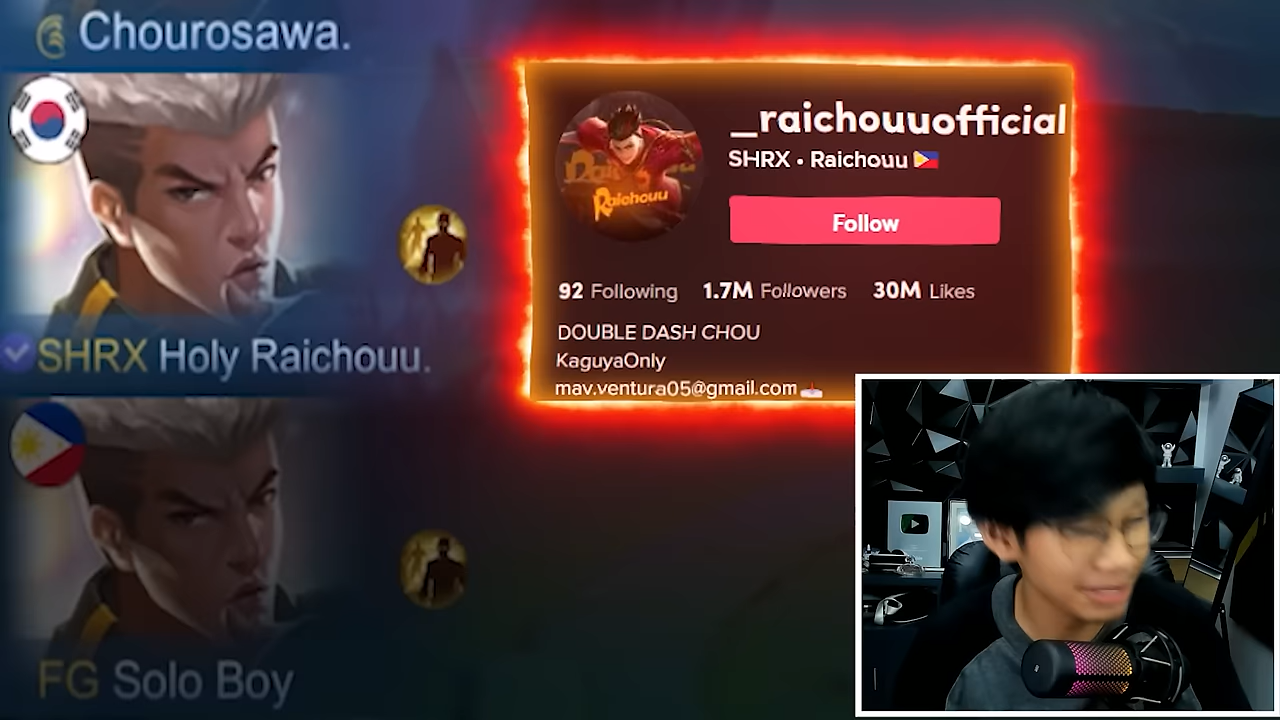 Chourosawa.
SHRX Holy Raichouu.
FG Solo Boy
_raichouuofficial
SHRX • Raichouu
Follow
92 Following 1.7M Followers 30M Likes
DOUBLE DASH CHOU
KaguyaOnly
mav.ventura05@gmail.com
Raichouu